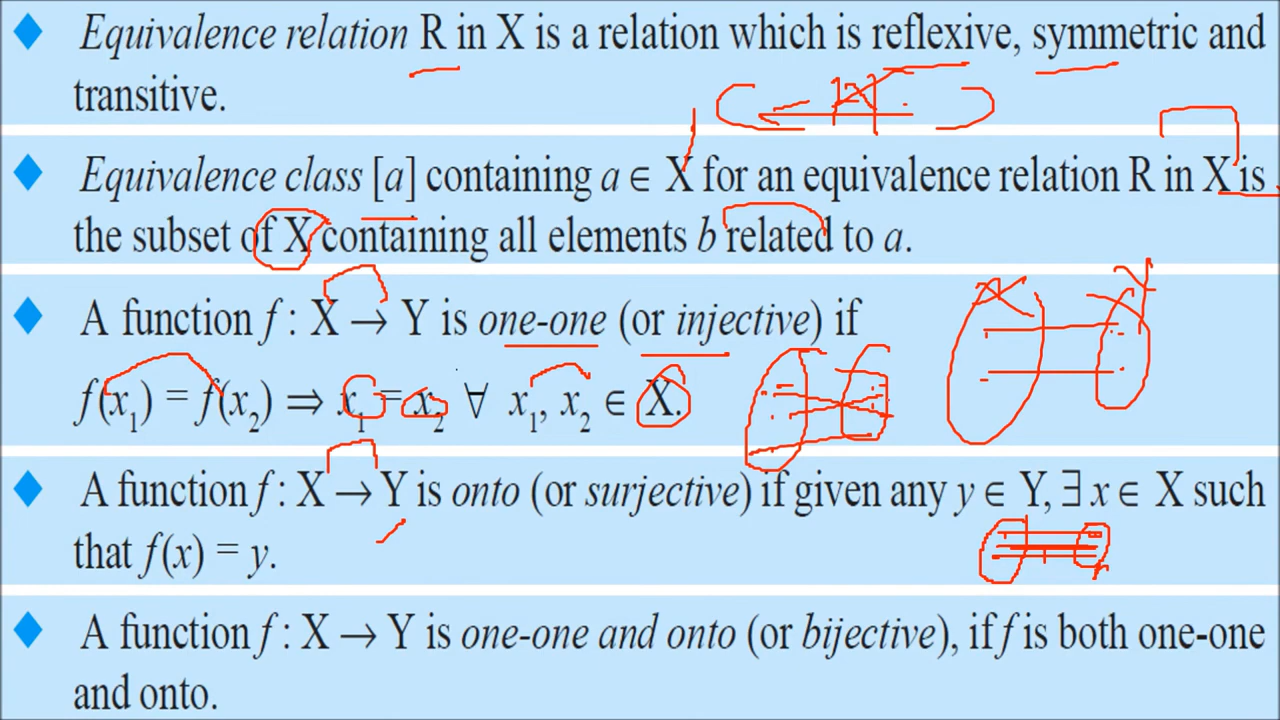 Equivalence relation R in X is a relation which is reflexive, symmetric and
transitive.
Equivalence class [a] containing a ∈ X for an equivalence relation R in X is
the subset of X containing all elements b related to a.
A function f : X → Y is one-one (or injective) if
f(x₁) = f(x₂) ⇒ x₁ = x₂ ∀ x₁, x₂ ∈ X.
X Y
A function f : X → Y is onto (or surjective) if given any y ∈ Y, ∃ x ∈ X such
that f(x) = y.
A function f : X → Y is one-one and onto (or bijective), if f is both one-one
and onto.